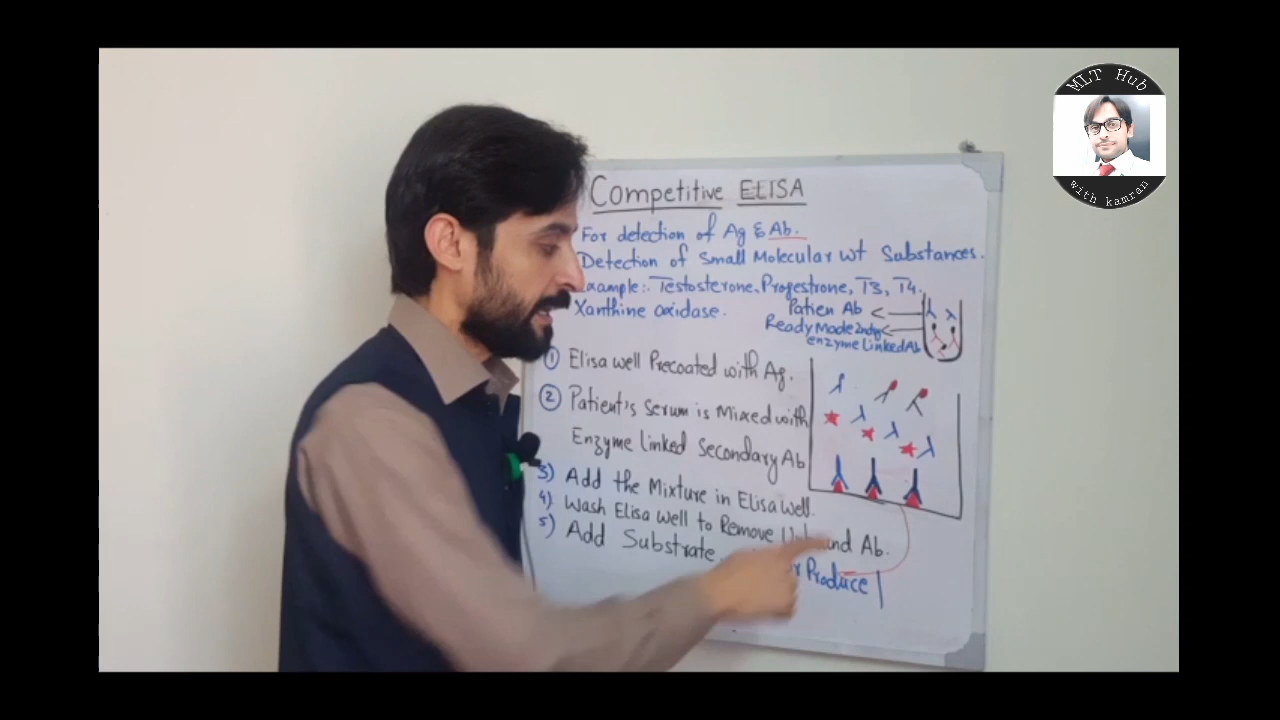 MLT Hub
with kamran
Competitive ELISA
For detection of Ag & Ab.
Detection of Small Molecular wt Substances.
xample:- Testosterone, Progestrone, T3, T4.
Xanthine oxidase.
Patien Ab
Ready Made 2ndry
enzyme Linked Ab
① Elisa well Precoated with Ag.
② Patient's Serum is Mixed with
Enzyme linked Secondary Ab
3) Add the Mixture in Elisa well.
4) Wash Elisa well to Remove Ab.
5) Add Substrate.
Produce